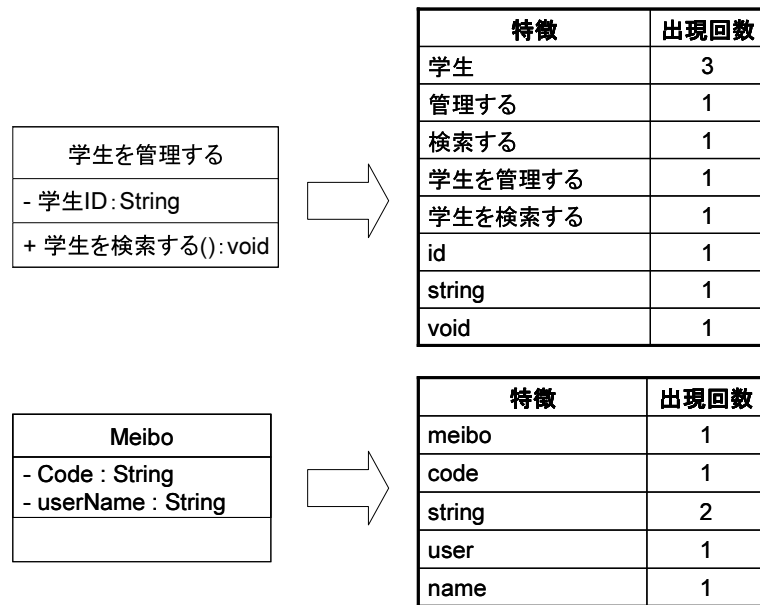 学生を管理する
- 学生ID:String
+ 学生を検索する():void
特徴 出現回数
学生 3
管理する 1
検索する 1
学生を管理する 1
学生を検索する 1
id 1
string 1
void 1
Meibo
- Code : String
- userName : String
特徴 出現回数
meibo 1
code 1
string 2
user 1
name 1